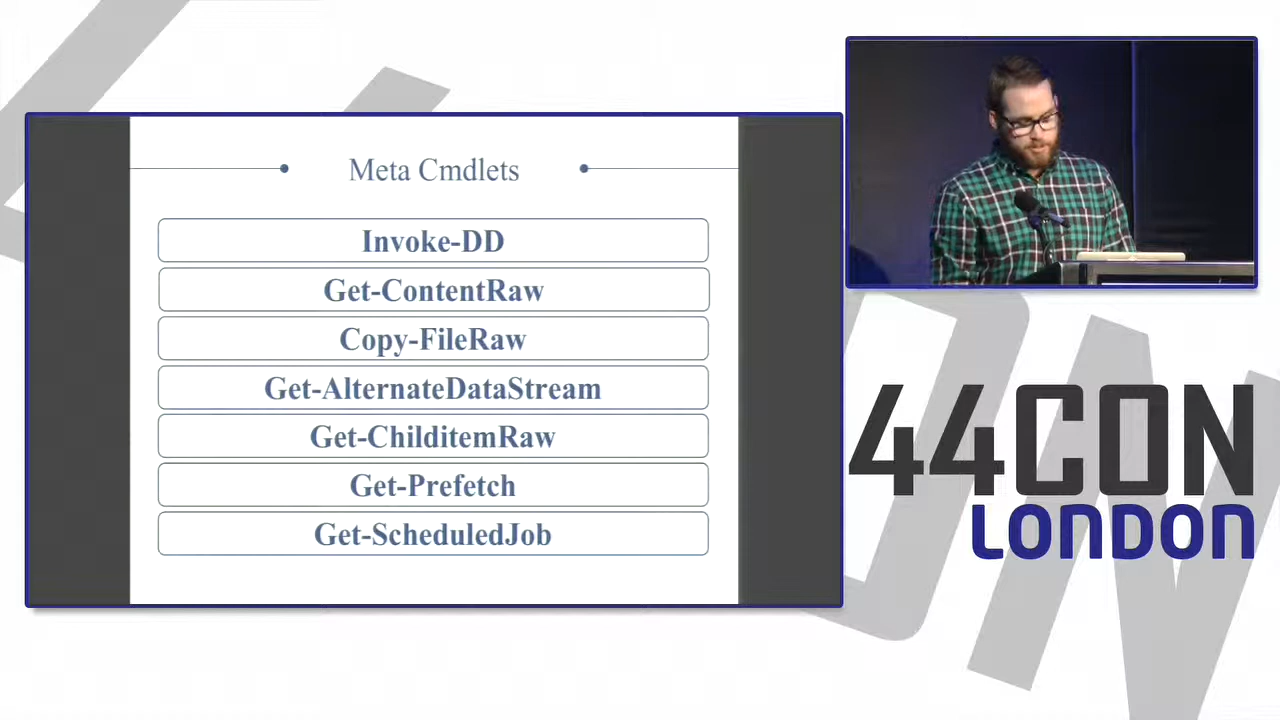 Meta Cmdlets
Invoke-DD
Get-ContentRaw
Copy-FileRaw
Get-AlternateDataStream
Get-ChilditemRaw
Get-Prefetch
Get-ScheduledJob
44CON
LONDON